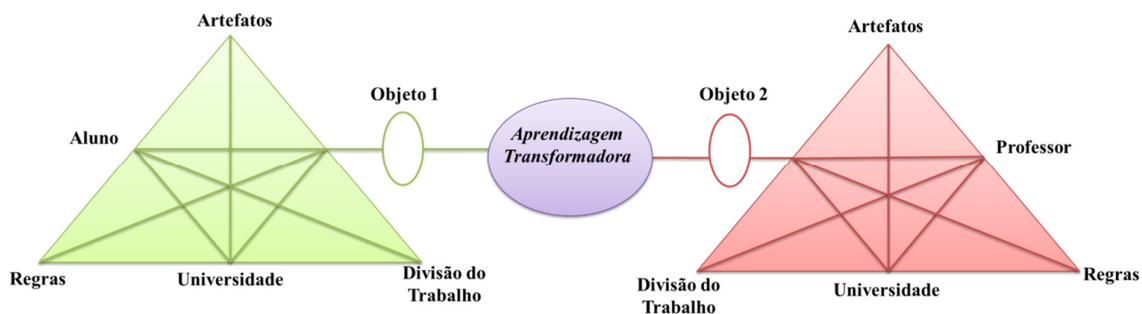 Artefatos
Artefatos
Objeto 1
Objeto 2
Aluno
Aprendizagem
Transformadora
Professor
Regras
Universidade
Divisão do
Trabalho
Divisão do
Trabalho
Universidade
Regras